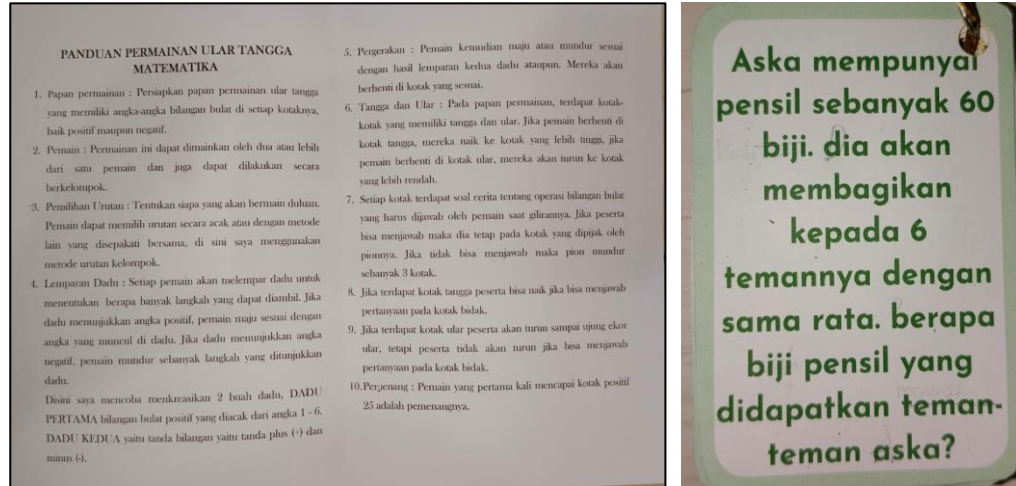 PANDUAN PERMAINAN ULAR TANGGA
MATEMATIKA
1. Papan permainan : Persiapkan papan permainan ular tangga
yang memiliki angka-angka bilangan bulat di setiap kotaknya,
baik positif maupun negatif.
2. Pemain : Permainan ini dapat dimainkan oleh dua atau lebih
dari satu pemain dan juga dapat dilakukan secara
berkelompok.
3. Pemilihan Urutan : Tentukan siapa yang akan bermain duluan.
Pemain dapat memilih urutan secara acak atau dengan metode
lain yang disepakati bersama, di sini saya menggunakan
metode urutan kelompok.
4. Lemparan Dadu : Setiap pemain akan melempar dadu untuk
menentukan berapa banyak langkah yang dapat diambil. Jika
dadu menunjukkan angka positif, pemain maju sesuai dengan
angka yang muncul di dadu. Jika dadu menunjukkan angka
negatif, pemain mundur sebanyak langkah yang ditunjukkan
dadu.
Disini saya mencoba menkreasikan 2 buah dadu, DADU
PERTAMA bilangan bulat positif yang diacak dari angka 1 - 6.
DADU KEDUA yaitu tanda bilangan yaitu tanda plus (+) dan
minus (-).
5. Pergerakan : Pemain kemudian maju atau mundur sesuai
dengan hasil lemparan kedua dadu ataupun. Mereka akan
berhenti di kotak yang sesuai.
6. Tangga dan Ular : Pada papan permainan, terdapat kotak-
kotak yang memiliki tangga dan ular. Jika pemain berhenti di
kotak tangga, mereka naik ke kotak yang lebih tinggi, jika
pemain berhenti di kotak ular, mereka akan turun ke kotak
yang lebih rendah.
7. Setiap kotak terdapat soal cerita tentang operasi bilangan bulat
yang harus dijawab oleh pemain saat gilirannya. Jika peserta
bisa menjawab maka dia tetap pada kotak yang dipijak oleh
pionnya. Jika tidak bisa menjawab maka pion mundur
sebanyak 3 kotak.
8. Jika terdapat kotak tangga peserta bisa naik jika bisa menjawab
pertanyaan pada kotak bidak.
9. Jika terdapat kotak ular peserta akan turun sampai ujung ekor
ular, tetapi peserta tidak akan turun jika bisa menjawab
pertanyaan pada kotak bidak.
10. Perjenang : Pemain yang pertama kali mencapai kotak positif
25 adalah pemenangnya.
Aska mempunyai
pensil sebanyak 60
biji. dia akan
membagikan
kepada 6
temannya dengan
sama rata. berapa
biji pensil yang
didapatkan teman-
teman aska?